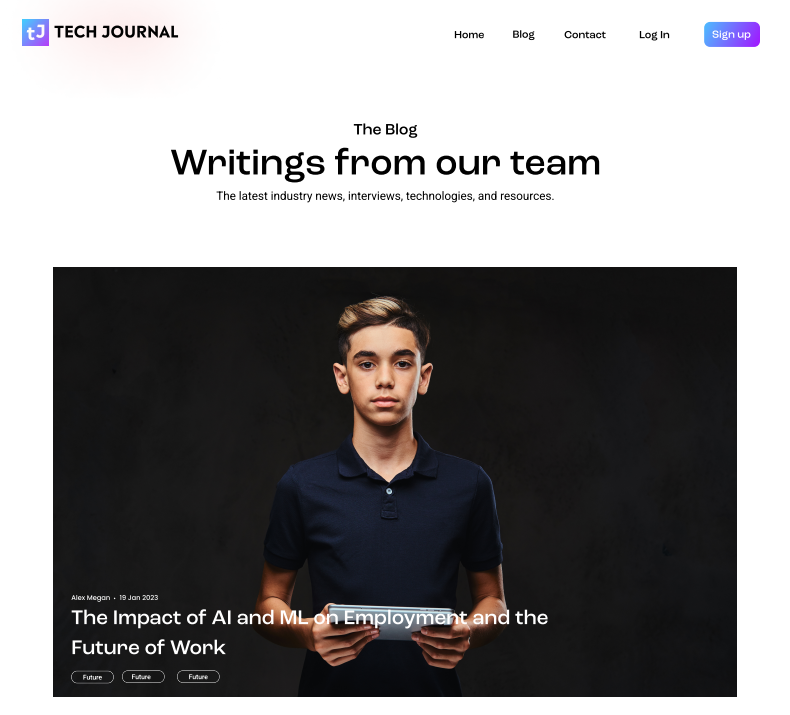 tJ TECH JOURNAL
Home Blog Contact Log In Sign up
The Blog
Writings from our team
The latest industry news, interviews, technologies, and resources.
Alex Megan • 19 Jan 2023
The Impact of AI and ML on Employment and the
Future of Work
Future Future Future